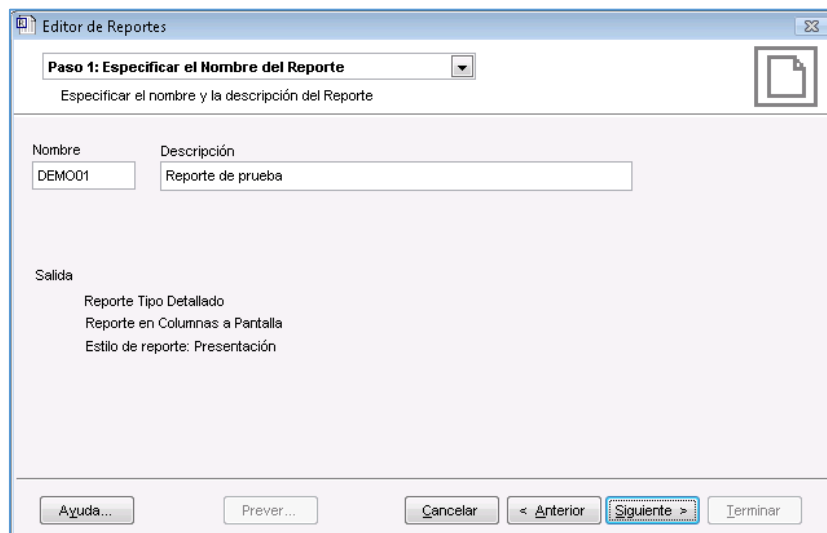 Editor de Reportes
Paso 1: Especificar el Nombre del Reporte
Especificar el nombre y la descripción del Reporte
Nombre Descripción
DEMO01 Reporte de prueba
Salida
Reporte Tipo Detallado
Reporte en Columnas a Pantalla
Estilo de reporte: Presentación
Ayuda... Prever... Cancelar < Anterior Siguiente > Terminar